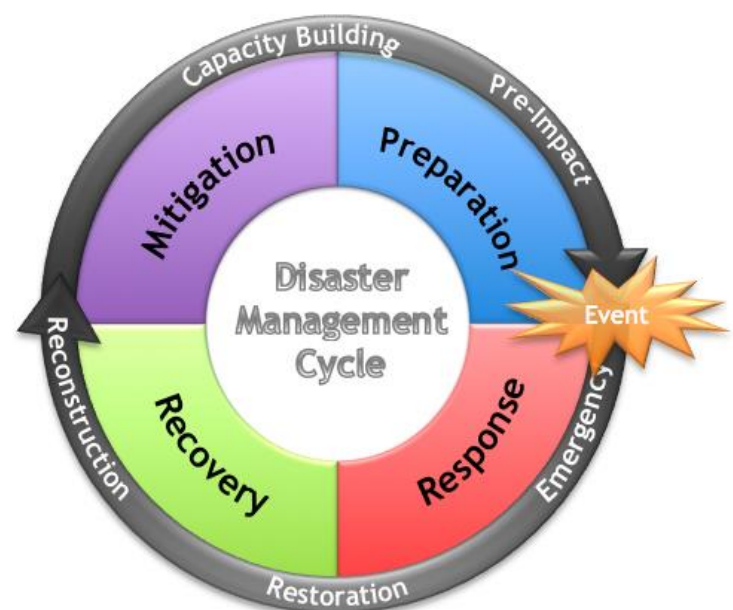 Capacity Building
Pre-Impact
Mitigation
Preparation
Disaster
Management
Cycle
Event
Reconstruction
Recovery
Response
Emergency
Restoration